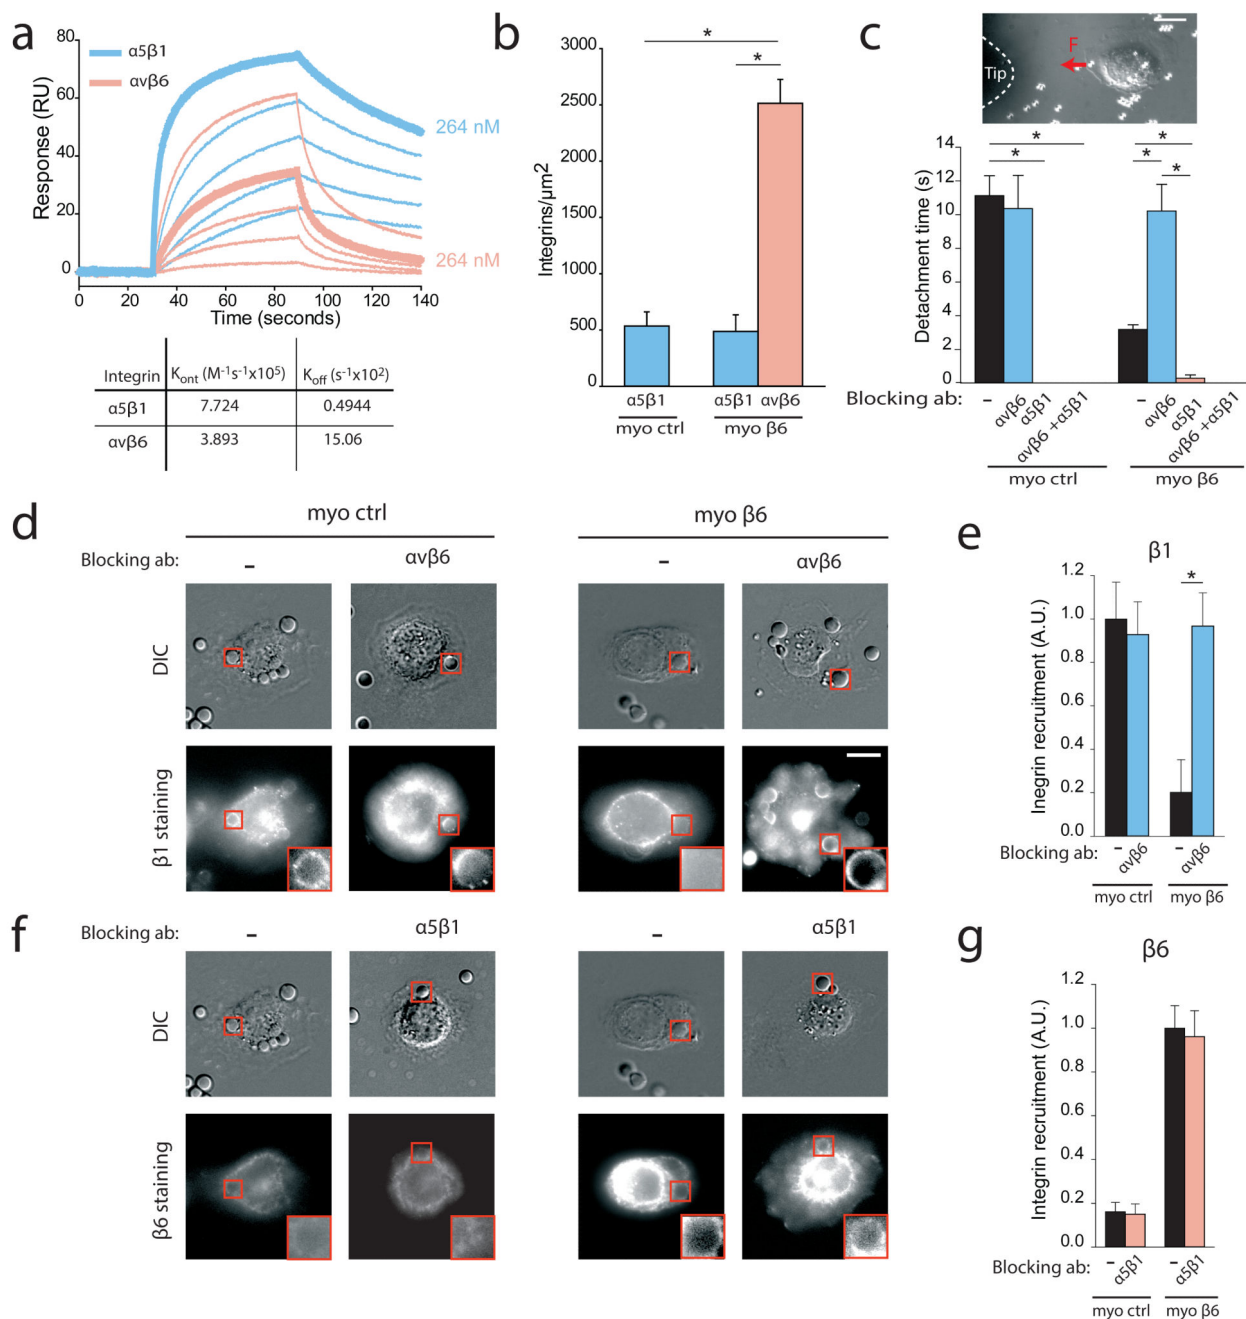 a
α5β1
αvβ6
80
60
40
20
0
Response (RU)
264 nM
264 nM
0 20 40 60 80 100 120 140
Time (seconds)
Integrin Kont (M-1s-1x105) Koff (s-1x102)
α5β1 7.724 0.4944
αvβ6 3.893 15.06
b
3000
2500
2000
1500
1000
500
0
Integrins/µm2
* *
α5β1 α5β1 αvβ6
myo ctrl myo β6
c
Tip
F
14
12
10
8
6
4
2
0
Detachment time (s)
* * * * *
Blocking ab: – αvβ6 α5β1 αvβ6 +α5β1 – αvβ6 α5β1 αvβ6 +α5β1
myo ctrl myo β6
d
myo ctrl myo β6
Blocking ab: – αvβ6 – αvβ6
DIC
β1 staining
e
β1
1.2
1.0
0.8
0.6
0.4
0.2
0.0
Inegrin recruitment (A.U.)
*
Blocking ab: – αvβ6 – αvβ6
myo ctrl myo β6
f
Blocking ab: – α5β1 – α5β1
DIC
β6 staining
g
β6
1.2
1.0
0.8
0.6
0.4
0.2
0.0
Integrin recruitment (A.U.)
Blocking ab: – α5β1 – α5β1
myo ctrl myo β6